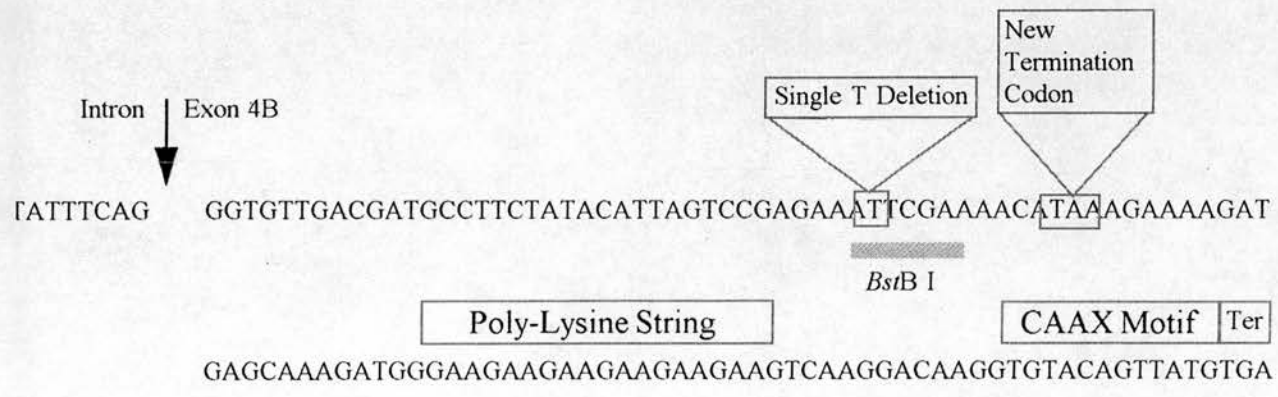 New
Termination
Codon
Single T Deletion
Intron Exon 4B
TATTTCAG GGTGTTGACGATGCCTTCTATACATTAGTCCGAGAAATTCGAAAACATAAAGAAAAGAT
BstB I
Poly-Lysine String CAAX Motif Ter
GAGCAAAGATGGGAAGAAGAAGAAGAAGAAGTCAAGGACAAGGTGTACAGTTATGTGA